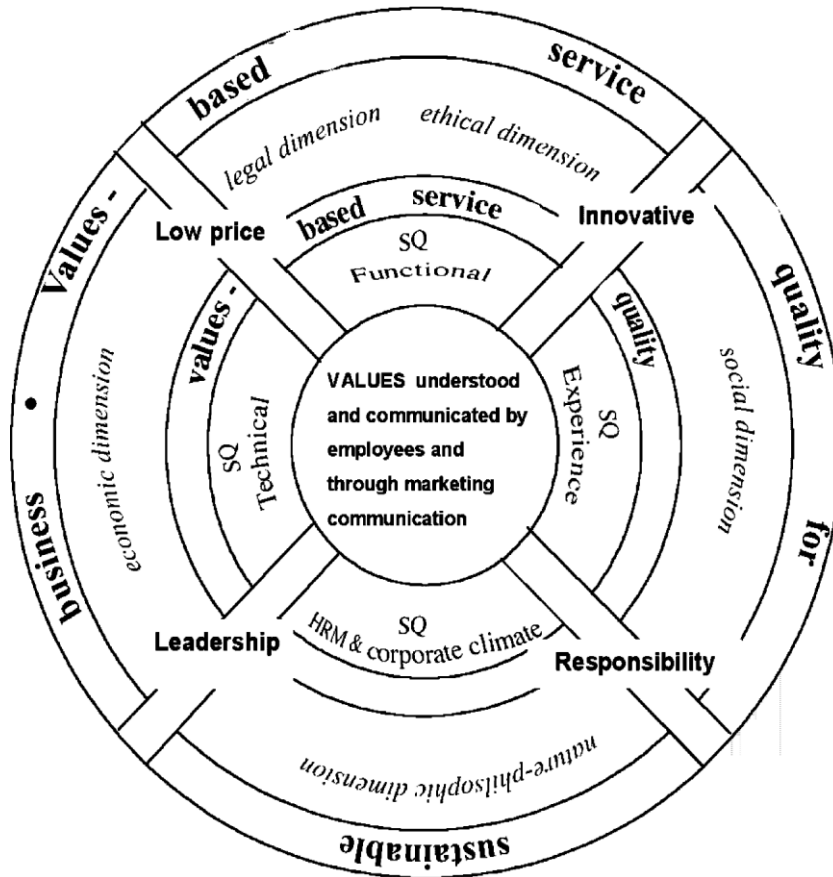 Values -
based
service
quality
for
sustainable
business
•
legal dimension
ethical dimension
social dimension
nature-philsophic dimension
economic dimension
Low price
Innovative
Responsibility
Leadership
values -
based
service
quality
SQ
Functional
SQ
Experience
SQ
HRM & corporate climate
SQ
Technical
VALUES understood
and communicated by
employees and
through marketing
communication